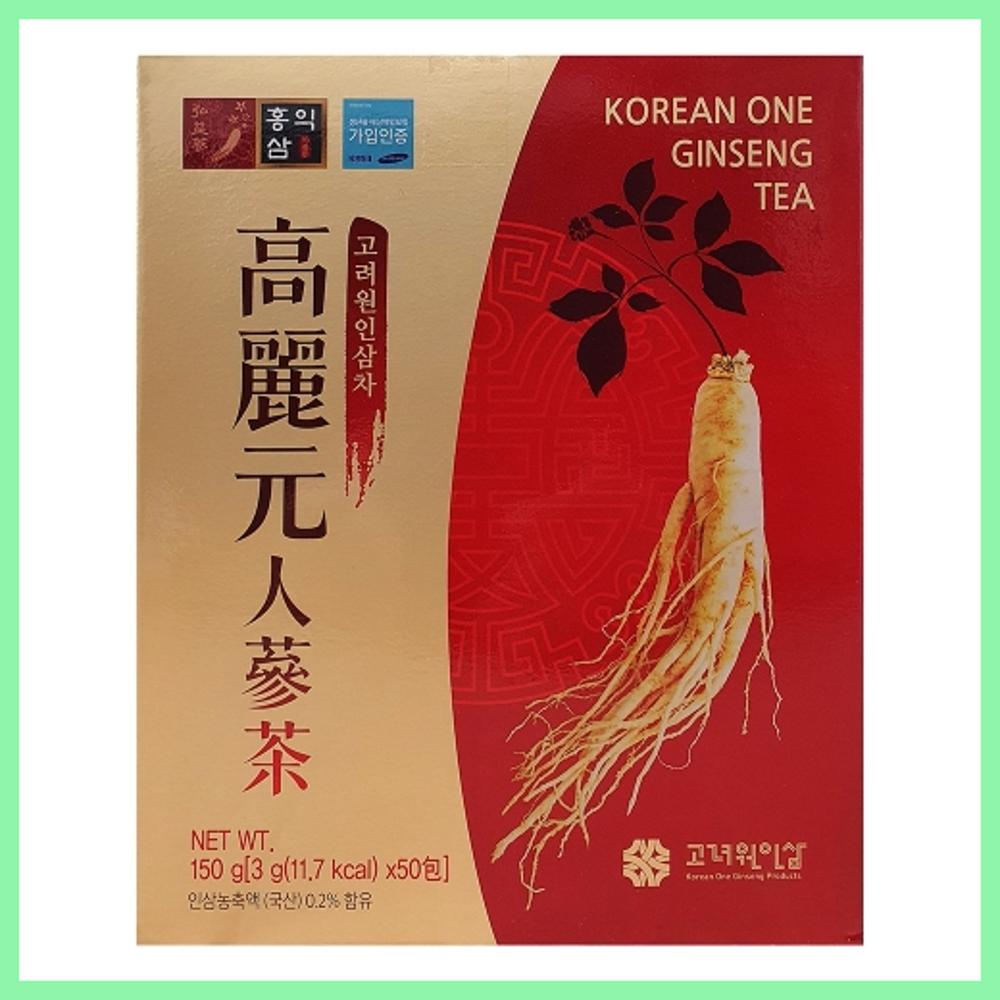 홍익
삼
가입인증
KOREAN ONE
GINSENG
TEA
高麗元人蔘茶
고려원인삼차
NET WT.
150 g[3 g(11.7 kcal) x50包]
인삼농축액 (국산) 0.2% 함유
고려원인삼
Korean One Ginseng Products